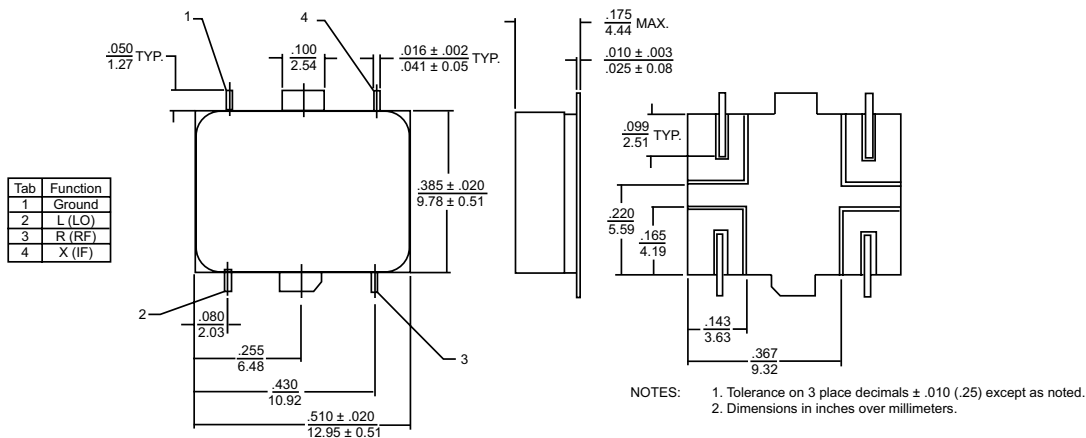 1
4
.050
1.27
TYP.
.100
2.54
.016 ± .002
.041 ± 0.05
TYP.
.175
4.44
MAX.
.010 ± .003
.025 ± 0.08
.099
2.51
TYP.
Tab Function
1 Ground
2 L (LO)
3 R (RF)
4 X (IF)
.385 ± .020
9.78 ± 0.51
.220
5.59
.165
4.19
2
3
.080
2.03
.255
6.48
.430
10.92
.510 ± .020
12.95 ± 0.51
.143
3.63
.367
9.32
NOTES: 1. Tolerance on 3 place decimals ± .010 (.25) except as noted.
2. Dimensions in inches over millimeters.